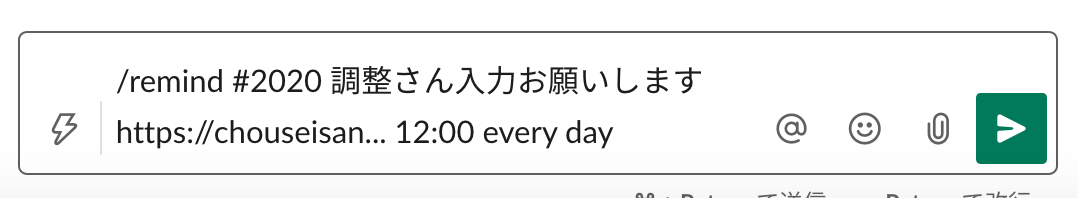 /remind #2020 調整さん入力お願いします
https://chouseisan... 12:00 every day